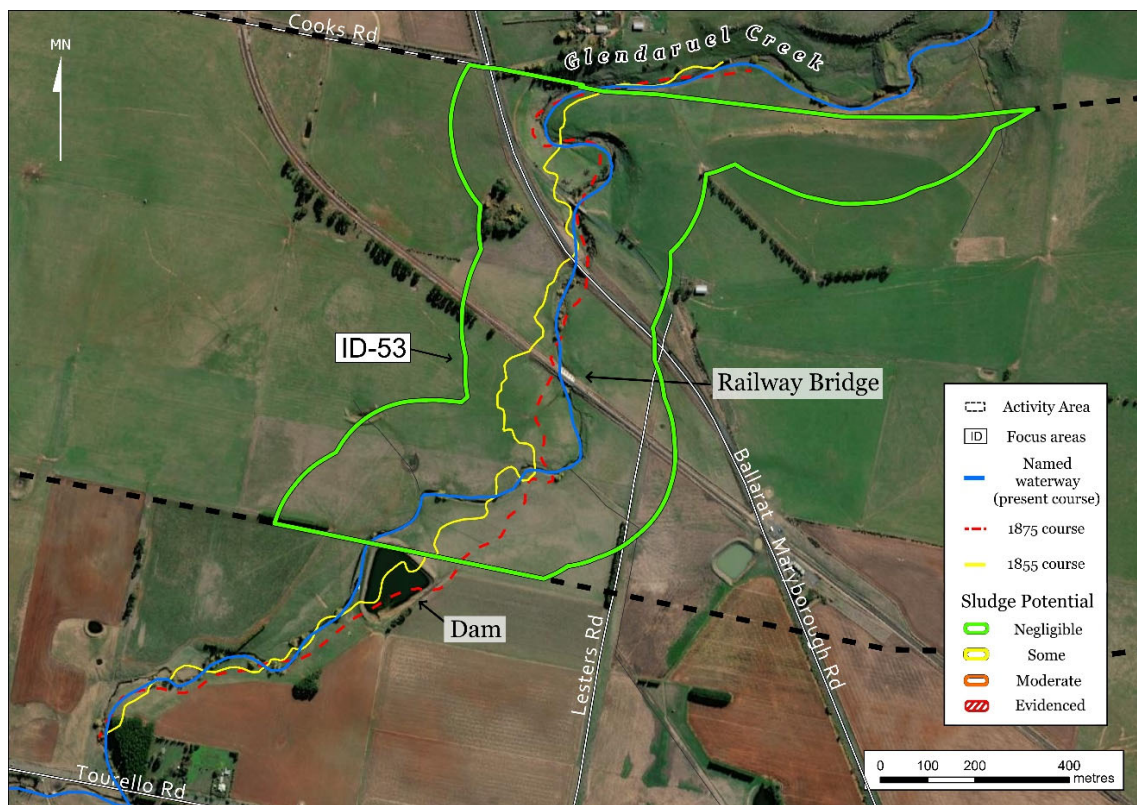 Cooks Rd
MN
Glendaruel Creek
ID-53
Railway Bridge
Activity Area
ID Focus areas
Named
waterway
(present course)
1875 course
1855 course
Sludge Potential
Negligible
Some
Moderate
Evidenced
Ballarat Maryborough Rd
Dam
Lesters Rd
Tourello Rd
0 100 200 400
metres